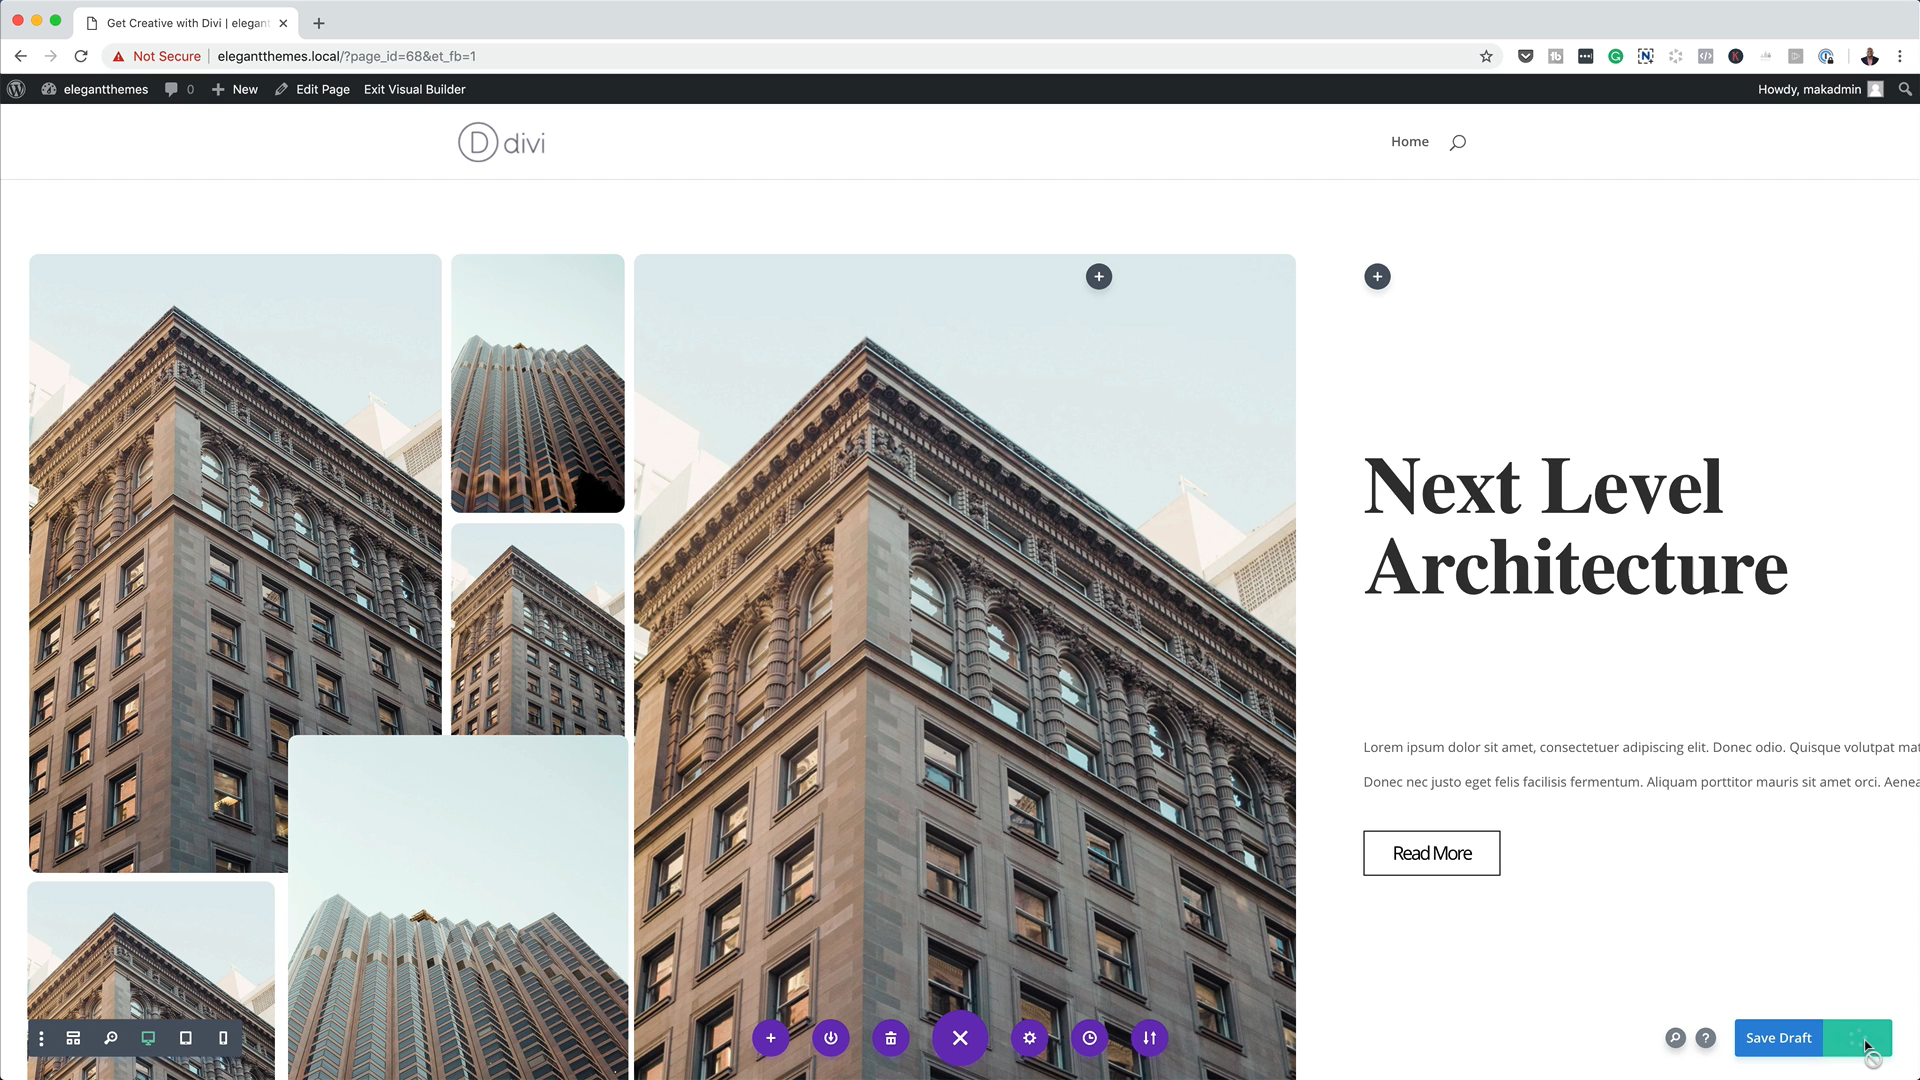 Get Creative with Divi | elegant
Not Secure
elegantthemes.local/?page_id=68&et_fb=1
elegantthemes
0
New
Edit Page
Exit Visual Builder
Howdy, makadmin
D divi
Home
Next Level
Architecture
Lorem ipsum dolor sit amet, consectetuer adipiscing elit. Donec odio. Quisque volutpat mat
Donec nec justo eget felis facilisis fermentum. Aliquam porttitor mauris sit amet orci. Aenea
Read More
Save Draft